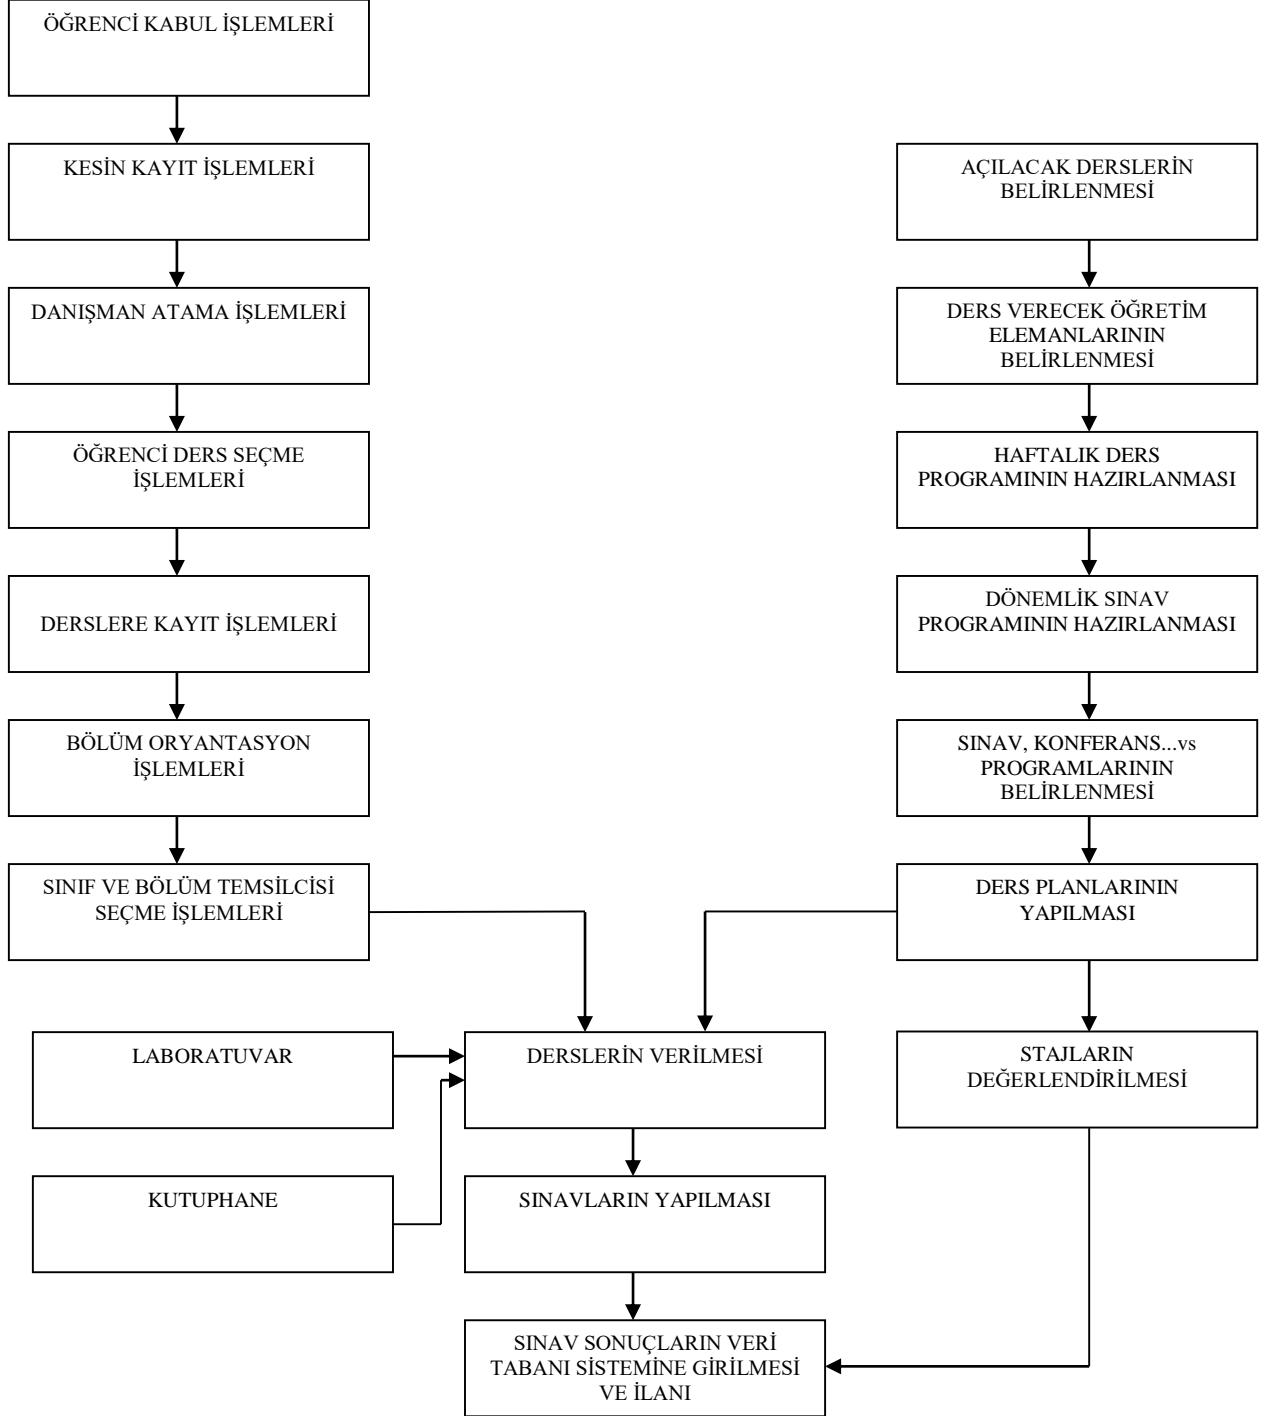 ÖĞRENCİ KABUL İŞLEMLERİ
KESİN KAYIT İŞLEMLERİ
DANIŞMAN ATAMA İŞLEMLERİ
ÖĞRENCİ DERS SEÇME
İŞLEMLERİ
DERSLERE KAYIT İŞLEMLERİ
BÖLÜM ORYANTASYON
İŞLEMLERİ
SINIF VE BÖLÜM TEMSİLCİSİ
SEÇME İŞLEMLERİ
AÇILACAK DERSLERİN
BELİRLENMESİ
DERS VERECEK ÖĞRETİM
ELEMANLARININ
BELİRLENMESİ
HAFTALIK DERS
PROGRAMININ HAZIRLANMASI
DÖNEMLİK SINAV
PROGRAMININ HAZIRLANMASI
SINAV, KONFERANS...vs
PROGRAMLARININ
BELİRLENMESİ
DERS PLANLARININ
YAPILMASI
LABORATUVAR
KUTUPHANE
DERSLERİN VERİLMESİ
SINAVLARIN YAPILMASI
SINAV SONUÇLARIN VERİ
TABANI SİSTEMİNE GİRİLMESİ
VE İLANI
STAJLARIN
DEĞERLENDİRİLMESİ